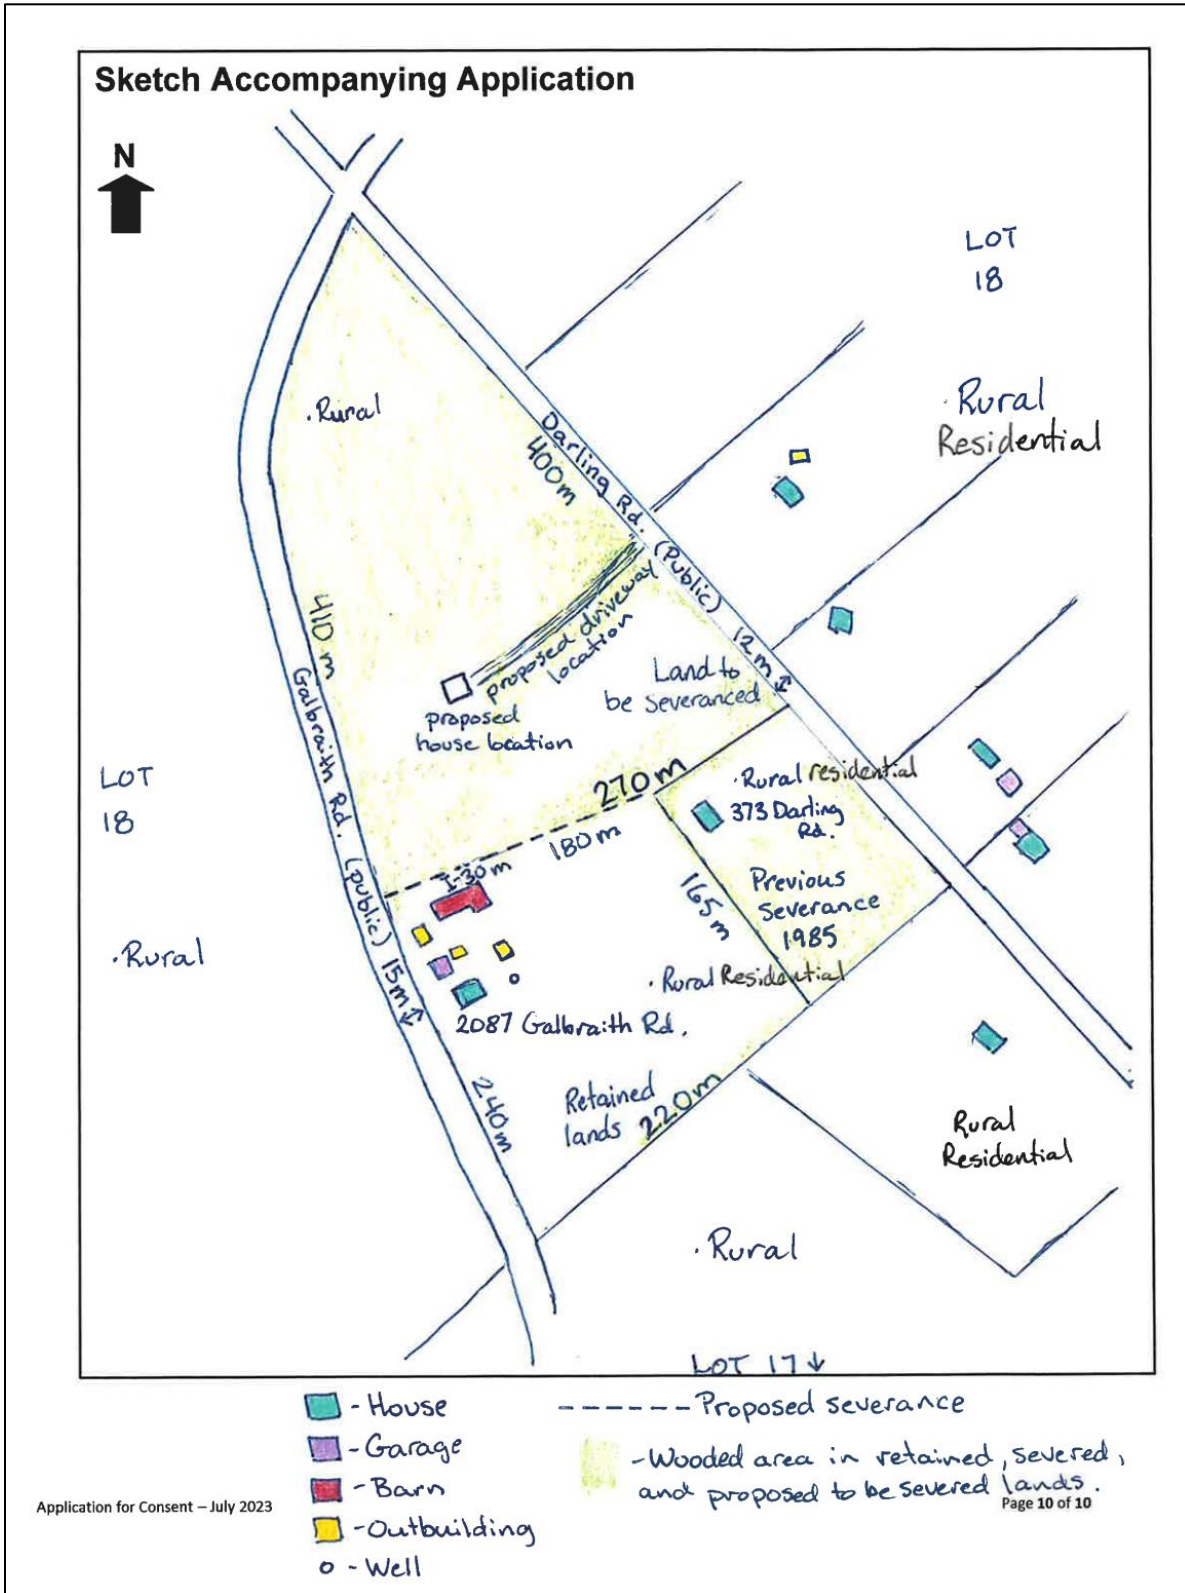 Sketch Accompanying Application
N
LOT
18
.Rural
Rural
Residential
Darling Rd. (Public) 12m
400m
410 m
Galbraith Rd. (public) 15m
proposed driveway
location
proposed
house location
Land to
be severanced
LOT
18
.Rural
270m
180m
I-30m
165m
.Rural residential
373 Darling
Rd.
Previous
Severance
1985
.Rural Residential
2087 Galbraith Rd.
240m
Retained
lands
220m
Rural
Residential
.Rural
LOT 17↓
- House
- Garage
- Barn
- Outbuilding
- Well
- Proposed severance
- Wooded area in retained, severed,
and proposed to be severed lands.
Application for Consent – July 2023
Page 10 of 10